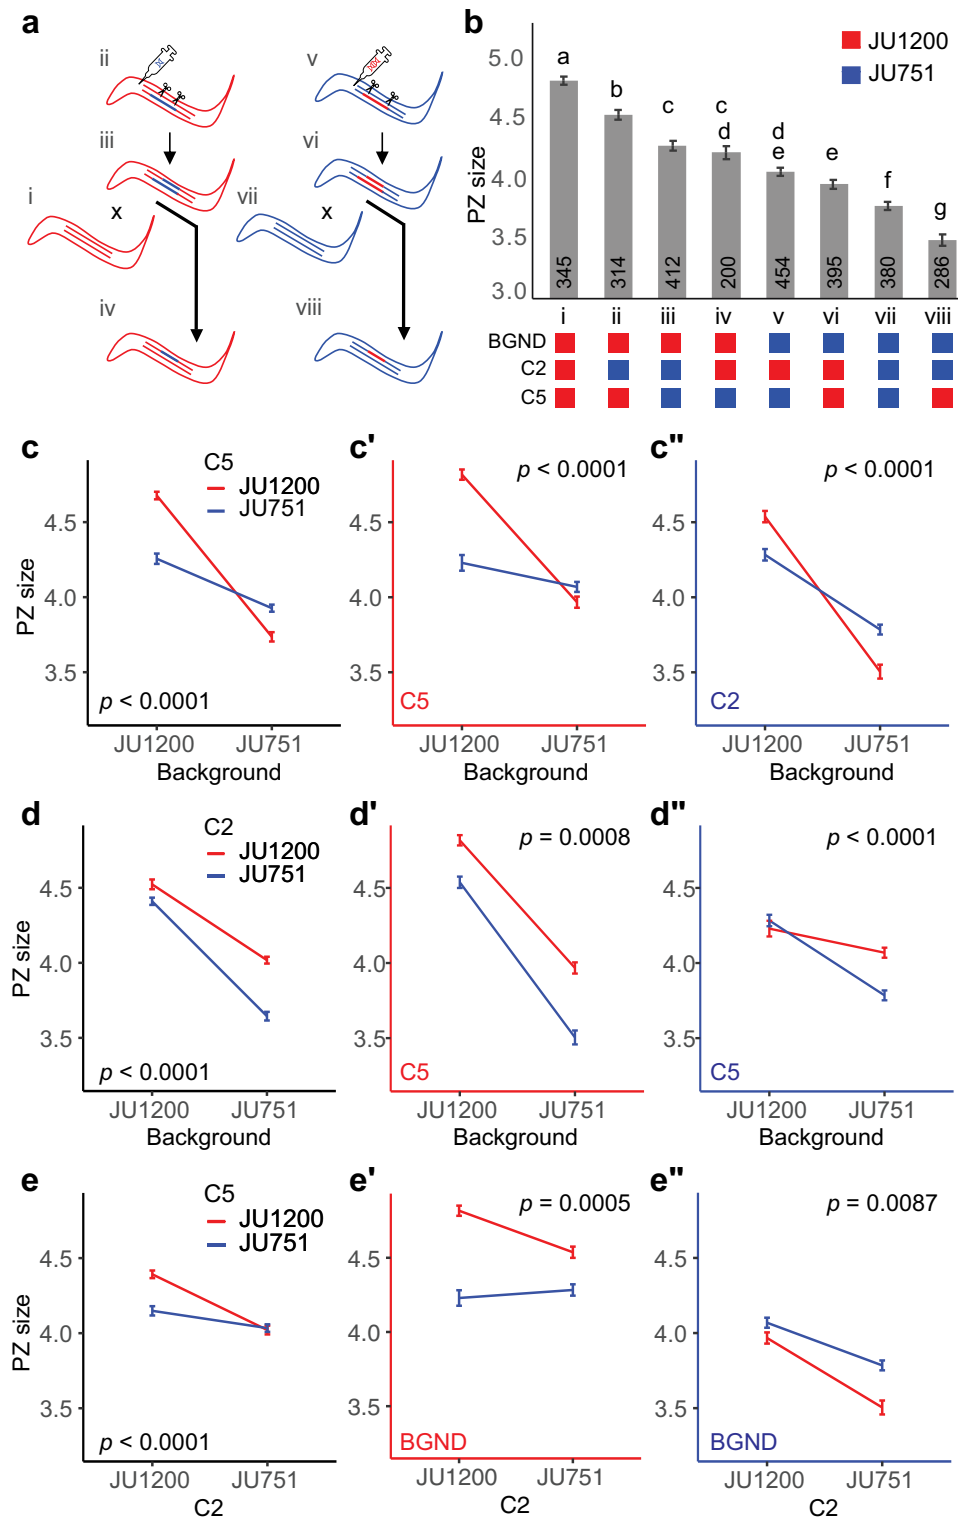 a
ii
iii
i
x
iv
v
vi
vii
x
viii
b
JU1200
JU751
PZ size
5.0
4.5
4.0
3.5
3.0
a
b
c
c
d
d
e
e
f
g
345
314
412
200
454
395
380
286
i ii iii iv v vi vii viii
BGND
C2
C5
c
C5
JU1200
JU751
PZ size
4.5
4.0
3.5
p < 0.0001
JU1200 JU751
Background
c'
p < 0.0001
C5
JU1200 JU751
Background
c"
p < 0.0001
4.5
4.0
3.5
C2
JU1200 JU751
Background
d
C2
JU1200
JU751
PZ size
4.5
4.0
3.5
p < 0.0001
JU1200 JU751
Background
d'
p = 0.0008
4.5
4.0
3.5
C5
JU1200 JU751
Background
d"
p < 0.0001
4.5
4.0
3.5
C5
JU1200 JU751
Background
e
C5
JU1200
JU751
PZ size
4.5
4.0
3.5
p < 0.0001
JU1200 JU751
C2
e'
p = 0.0005
4.5
4.0
3.5
BGND
JU1200 JU751
C2
e"
p = 0.0087
4.5
4.0
3.5
BGND
JU1200 JU751
C2